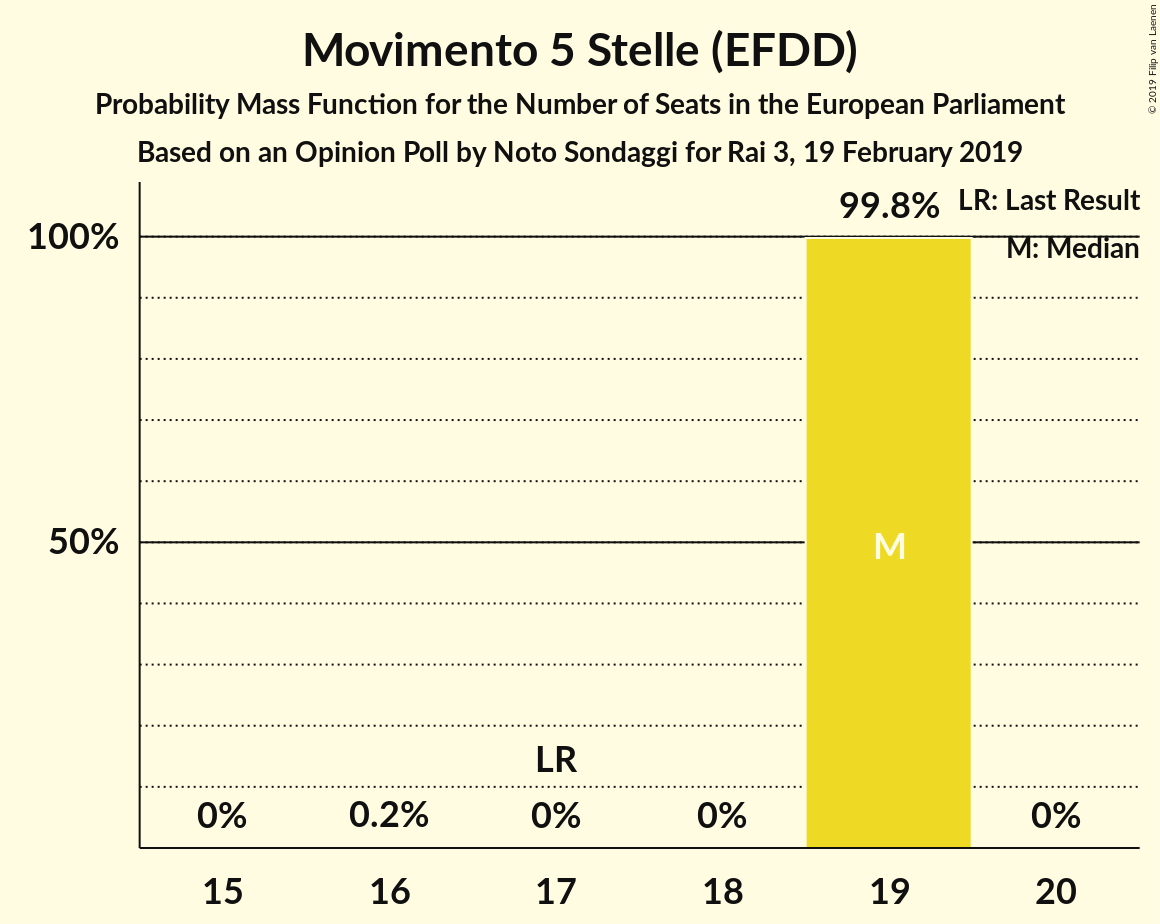 Movimento 5 Stelle (EFDD)
Probability Mass Function for the Number of Seats in the European Parliament
Based on an Opinion Poll by Noto Sondaggi for Rai 3, 19 February 2019
© 2019 Filip van Laenen
99.8%
LR: Last Result
100%
M: Median
50%
M
LR
0%
0.2%
0%
0%
0%
15
16
17
18
19
20